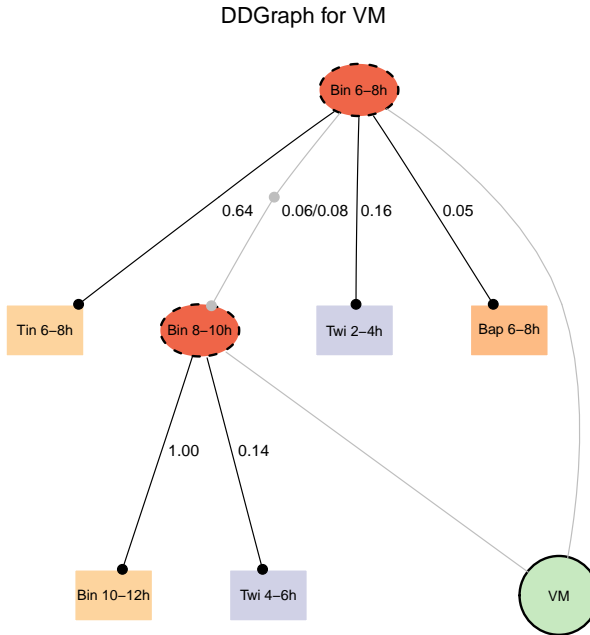 DDGraph for VM
Bin 6–8h
0.64
0.06/0.08
0.16
0.05
Tin 6–8h
Bin 8–10h
Twi 2–4h
Bap 6–8h
1.00
0.14
Bin 10–12h
Twi 4–6h
VM